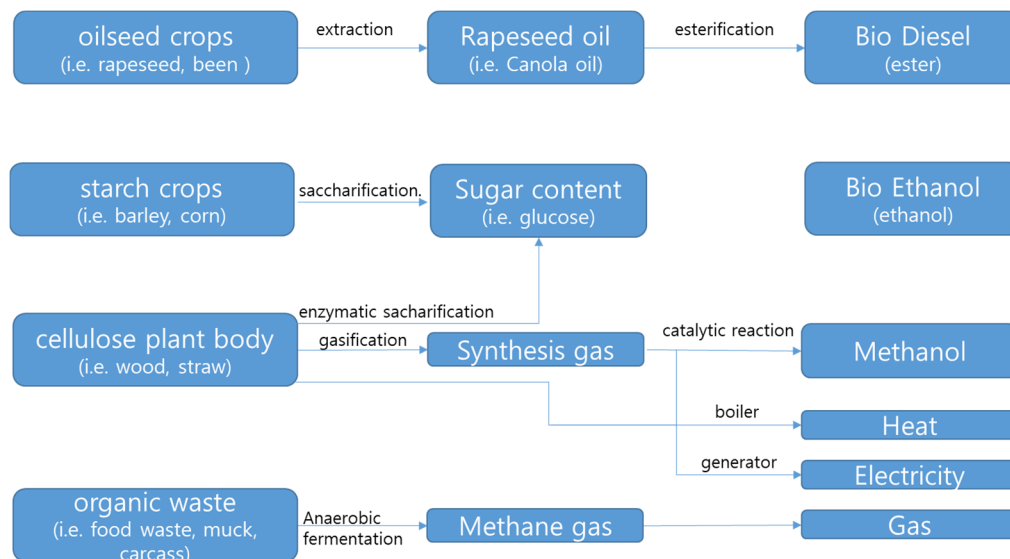 oilseed crops
(i.e. rapeseed, been )
extraction
Rapeseed oil
(i.e. Canola oil)
esterification
Bio Diesel
(ester)
starch crops
(i.e. barley, corn)
saccharification.
Sugar content
(i.e. glucose)
Bio Ethanol
(ethanol)
cellulose plant body
(i.e. wood, straw)
enzymatic sacharification
gasification
Synthesis gas
catalytic reaction
Methanol
boiler
Heat
generator
Electricity
organic waste
(i.e. food waste, muck,
carcass)
Anaerobic
fermentation
Methane gas
Gas